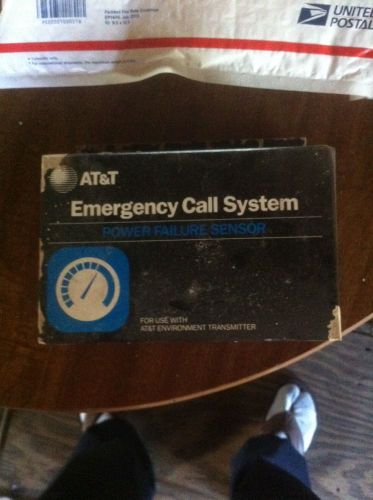 UNITED
POSTAL
AT&T
Emergency Call System
POWER FAILURE SENSOR
FOR USE WITH
AT&T ENVIRONMENT TRANSMITTER